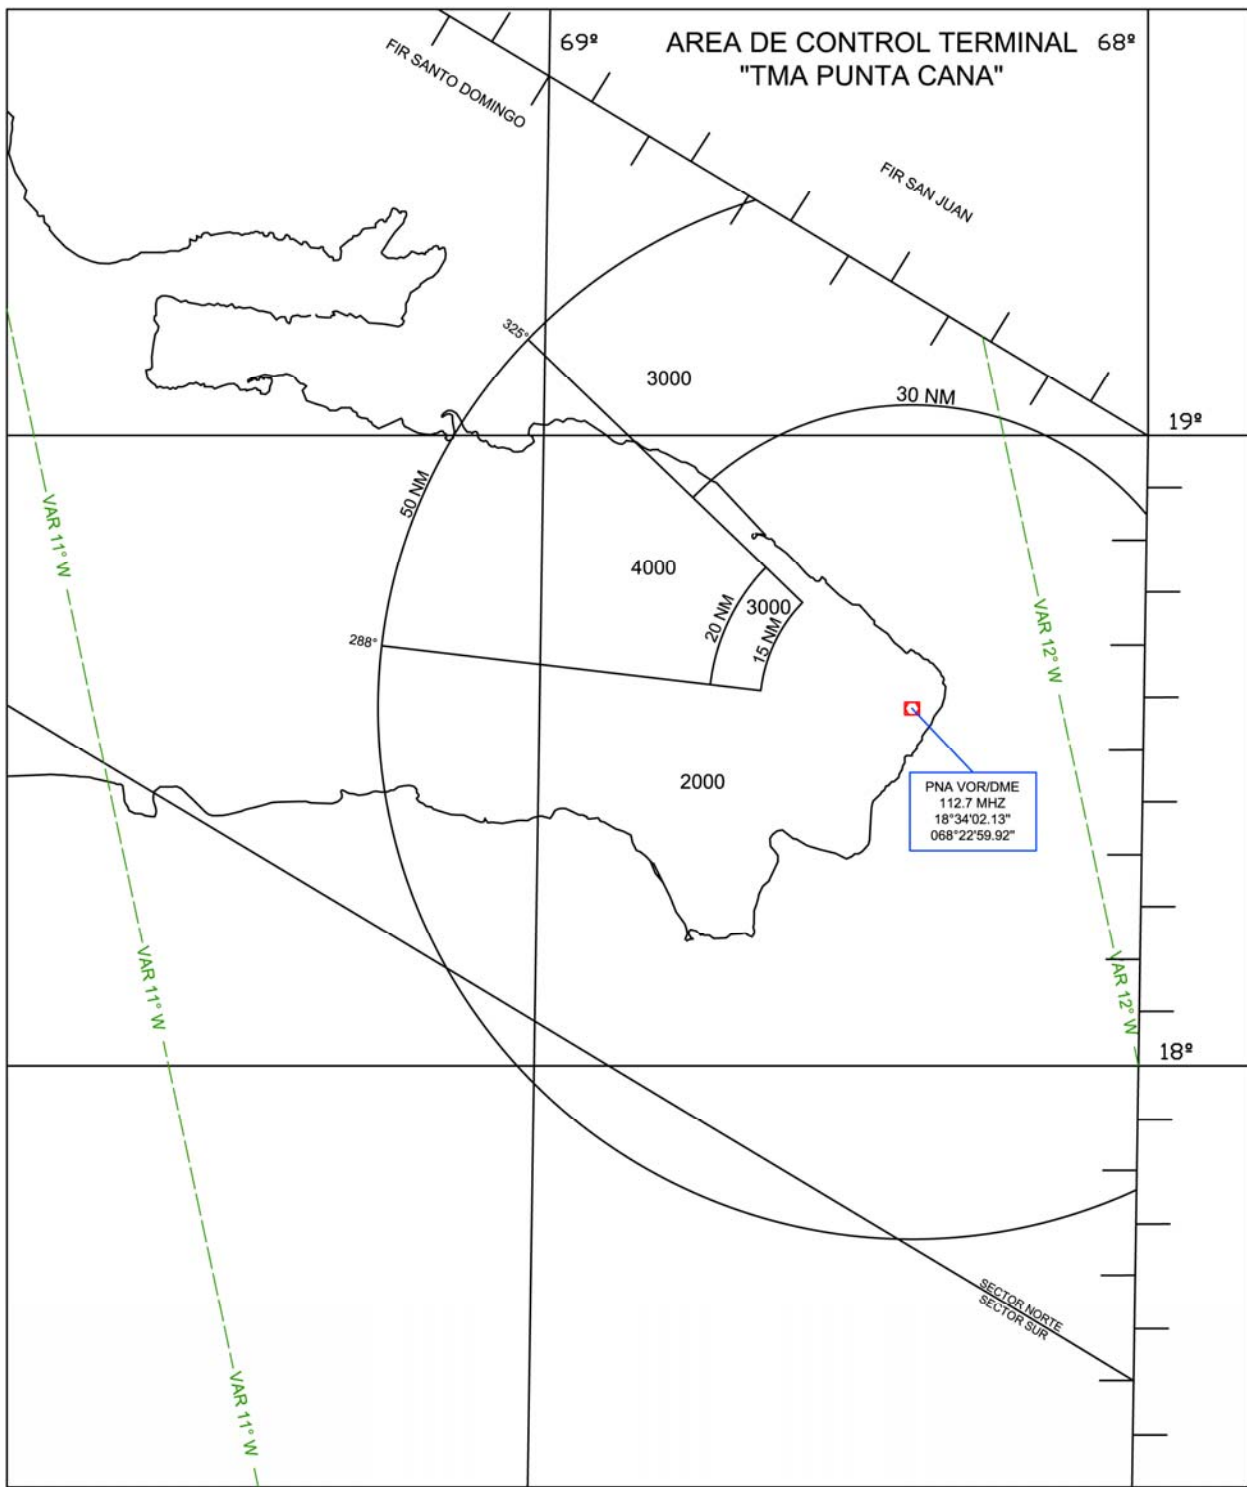 69º
AREA DE CONTROL TERMINAL
"TMA PUNTA CANA"
68º
FIR SANTO DOMINGO
FIR SAN JUAN
325°
3000
30 NM
19º
50 NM
VAR 11° W
4000
20 NM
3000
15 NM
VAR 12° W
288°
2000
PNA VOR/DME
112.7 MHZ
18°34'02.13"
068°22'59.92"
VAR 11° W
VAR 12° W
18º
SECTOR NORTE
SECTOR SUR
VAR 11° W